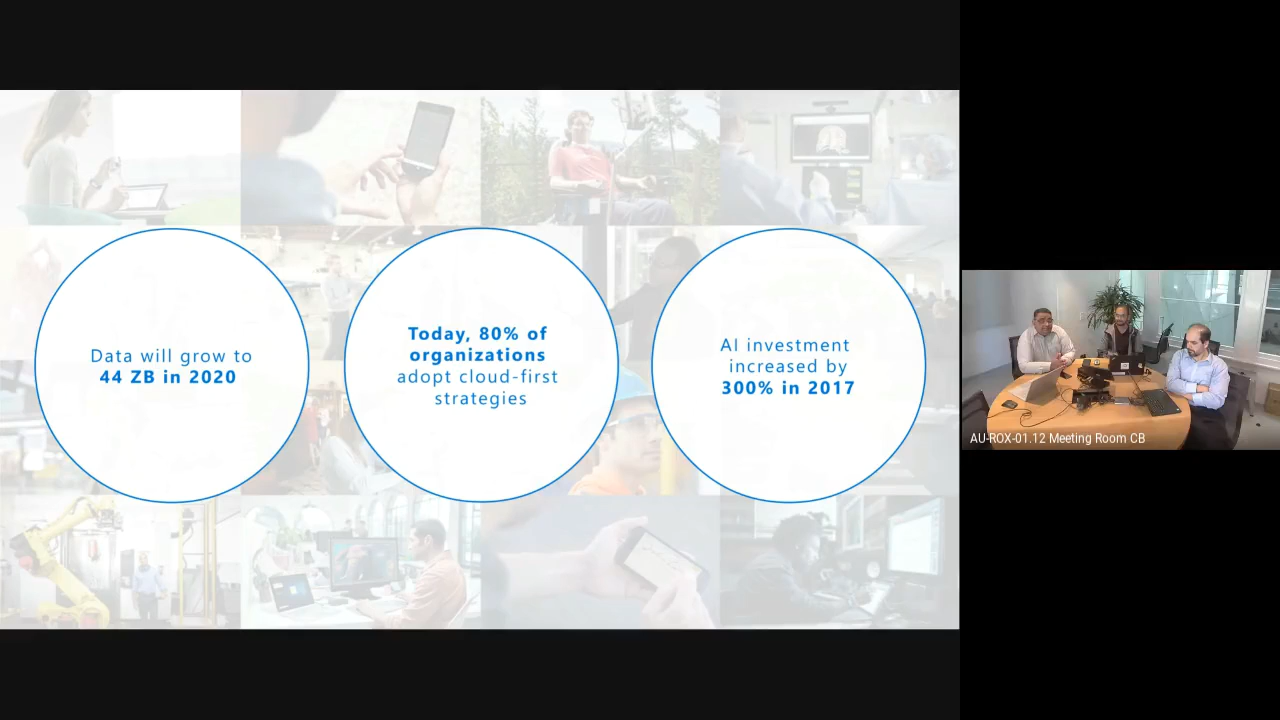 Data will grow to
44 ZB in 2020
Today, 80% of
organizations
adopt cloud-first
strategies
AI investment
increased by
300% in 2017
AU-ROX-01.12 Meeting Room CB